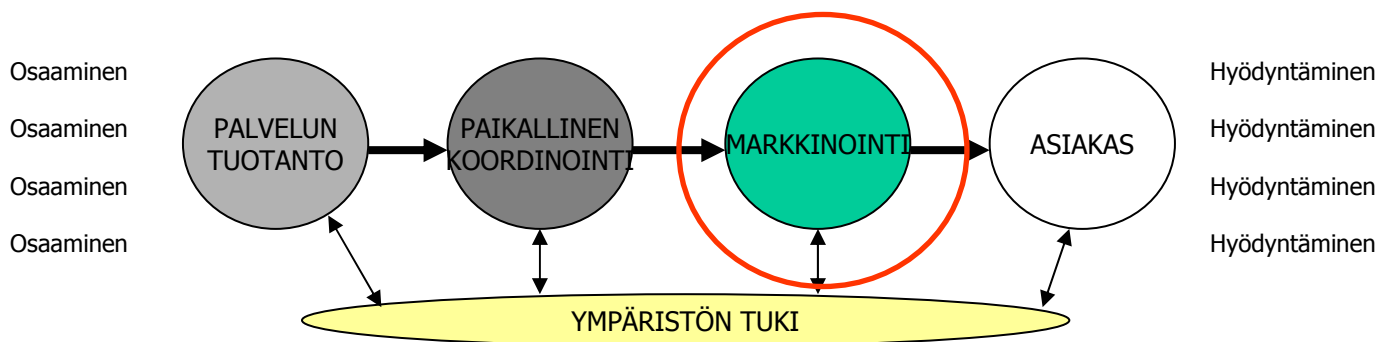 Osaaminen
Osaaminen
Osaaminen
Osaaminen
PALVELUN
TUOTANTO
PAIKALLINEN
KOORDINOINTI
MARKKINOINTI
ASIAKAS
Hyödyntäminen
Hyödyntäminen
Hyödyntäminen
Hyödyntäminen
YMPÄRISTÖN TUKI